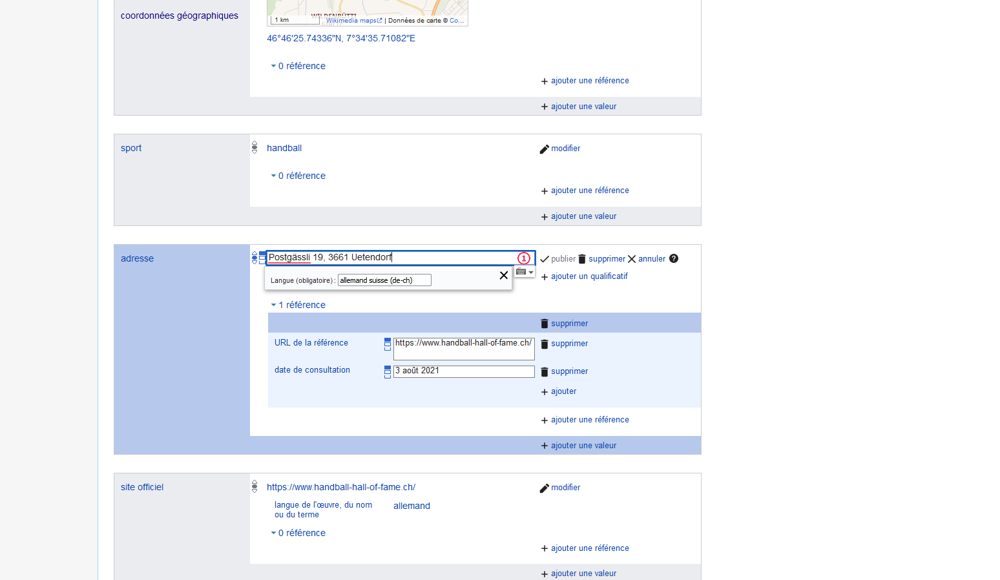 coordonnées géographiques
WILDENRÜTTI
1 km
Wikimedia maps | Données de carte © Co...
46°46'25.74336"N, 7°34'35.71082"E
0 référence
ajouter une référence
ajouter une valeur
sport
handball
modifier
0 référence
ajouter une référence
ajouter une valeur
adresse
Postgässli 19, 3661 Uetendorf
1
publier supprimer annuler ?
Langue (obligatoire) : allemand suisse (de-ch)
ajouter un qualificatif
1 référence
supprimer
URL de la référence
https://www.handball-hall-of-fame.ch/
supprimer
date de consultation
3 août 2021
supprimer
ajouter
ajouter une référence
ajouter une valeur
site officiel
https://www.handball-hall-of-fame.ch/
modifier
langue de l'œuvre, du nom
ou du terme
allemand
0 référence
ajouter une référence
ajouter une valeur